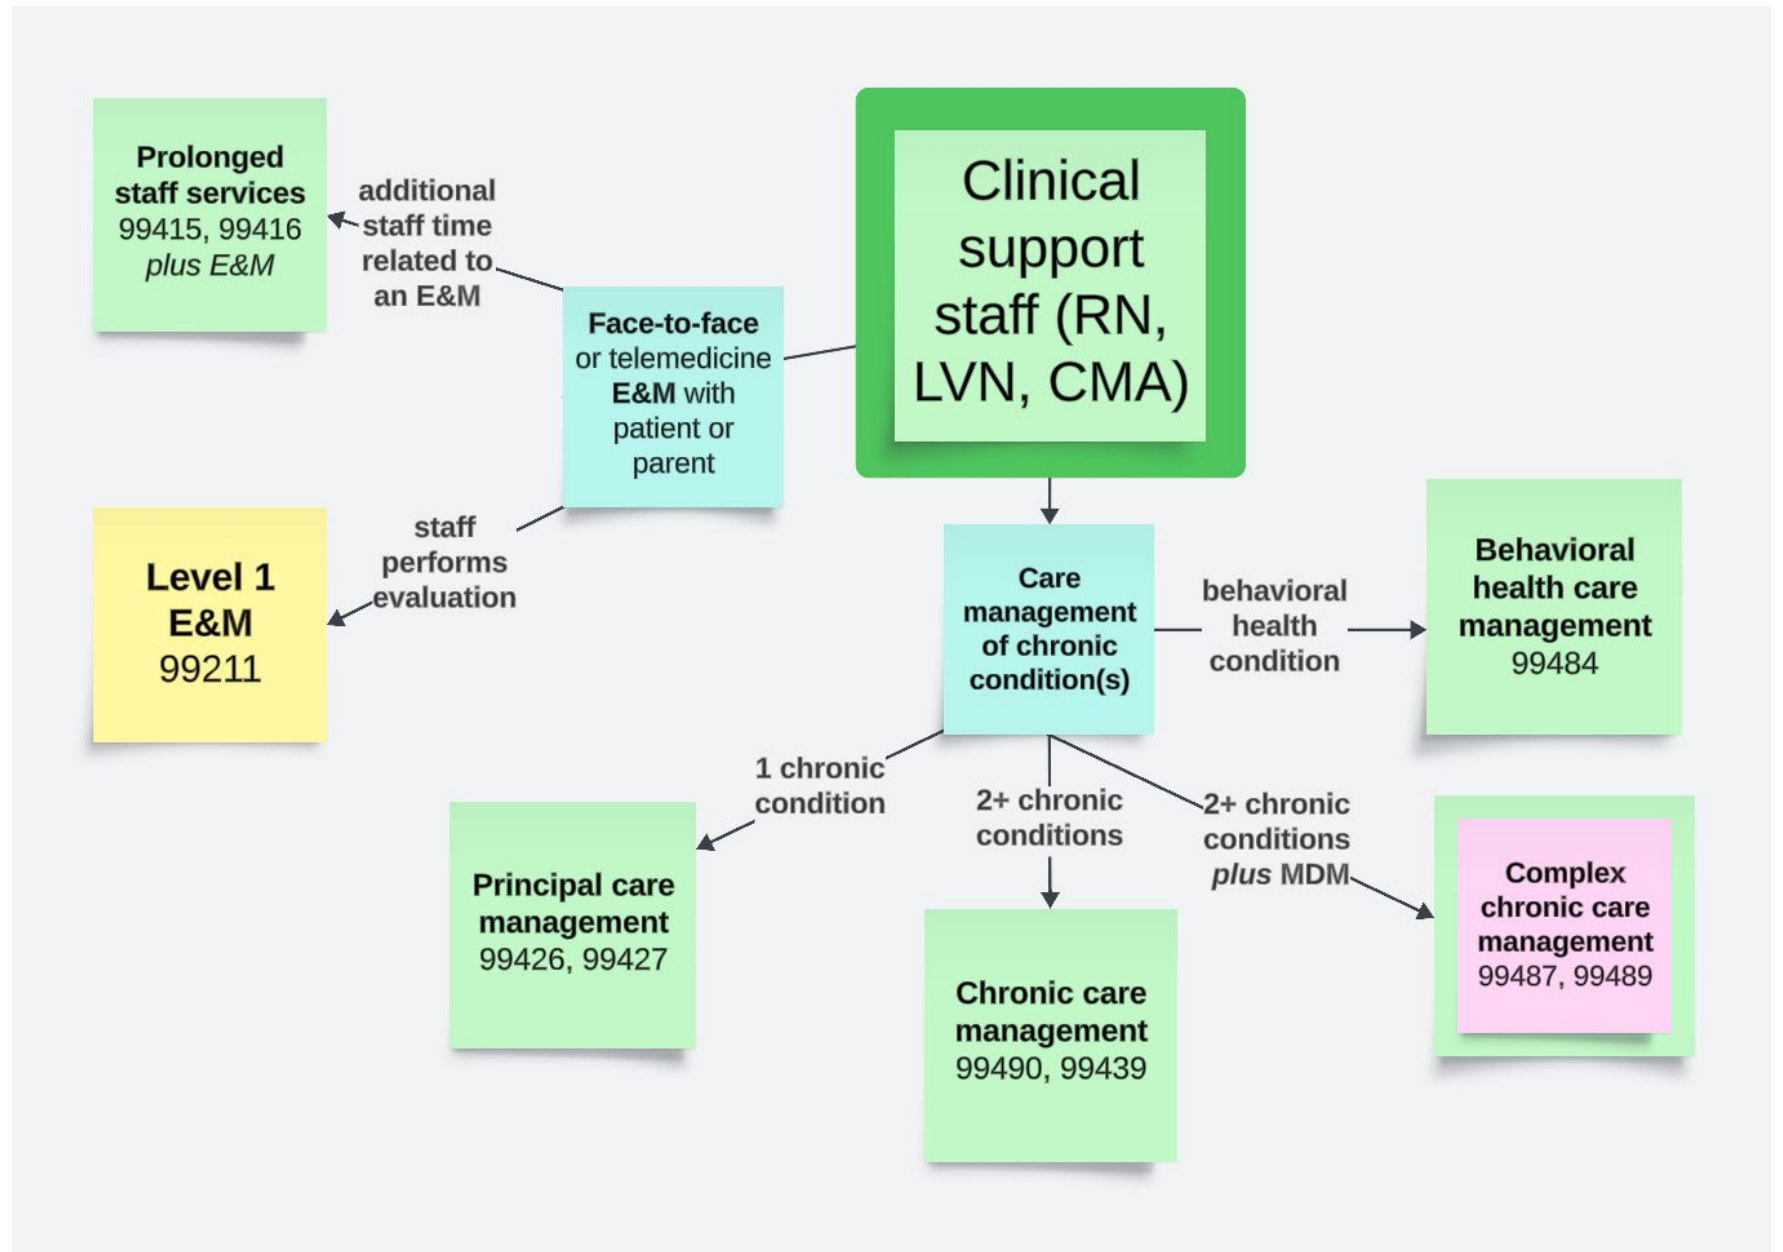 Prolonged
staff services
99415, 99416
plus E&M
additional
staff time
related to
an E&M
Face-to-face
or telemedicine
E&M with
patient or
parent
Clinical
support
staff (RN,
LVN, CMA)
staff
performs
evaluation
Level 1
E&M
99211
Care
management
of chronic
condition(s)
behavioral
health
condition
Behavioral
health care
management
99484
1 chronic
condition
Principal care
management
99426, 99427
2+ chronic
conditions
Chronic care
management
99490, 99439
2+ chronic
conditions
plus MDM
Complex
chronic care
management
99487, 99489